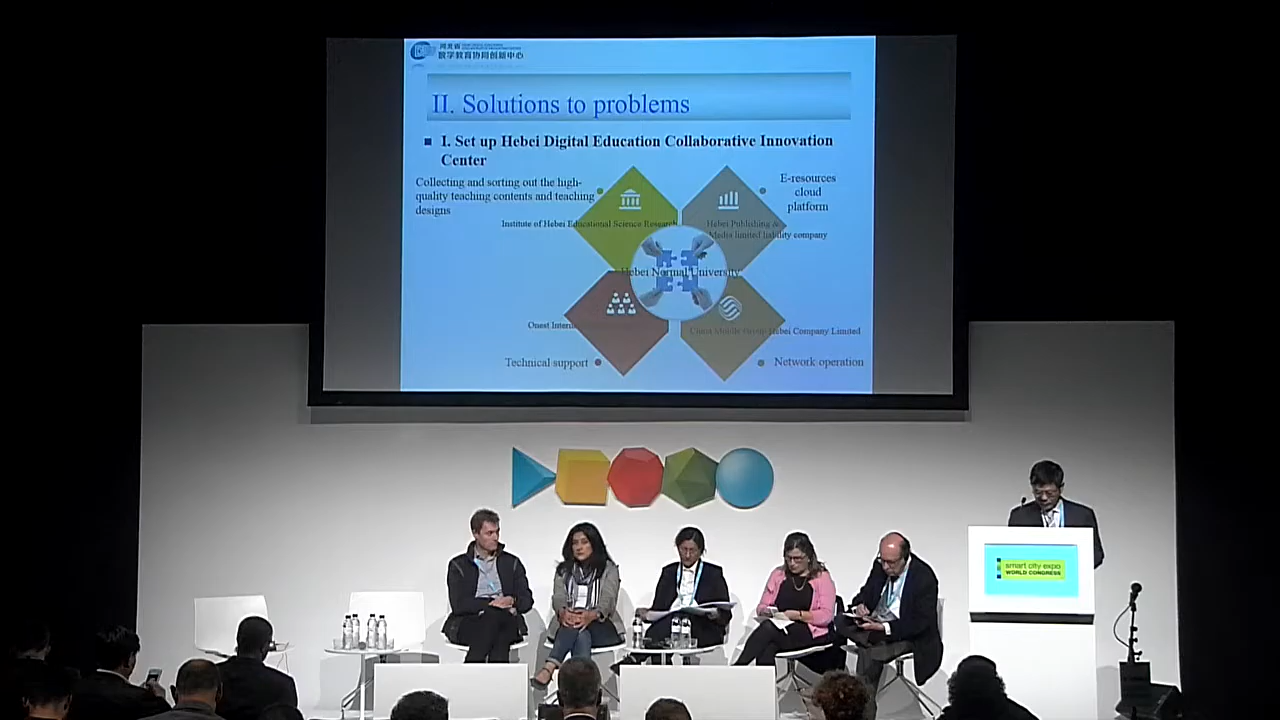 河北省
数字教育协同创新中心
II. Solutions to problems
I. Set up Hebei Digital Education Collaborative Innovation
Center
Collecting and sorting out the high-
quality teaching contents and teaching
designs
E-resources
cloud
platform
Institute of Hebei Educational Science Research
Hebei Publishing &
Media limited liability company
Hebei Normal University
Onest
China Mobile Group Hebei Company Limited
Technical support
Network operation
smart city expo
WORLD CONGRESS